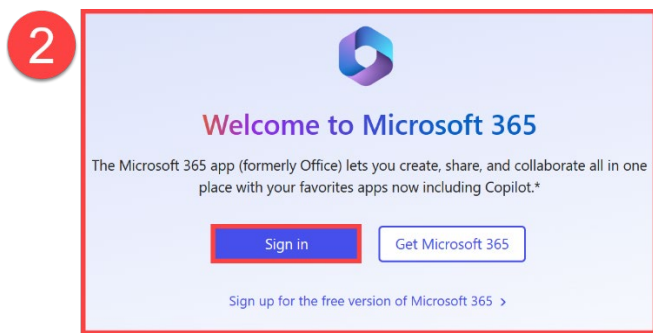 2
Welcome to Microsoft 365
The Microsoft 365 app (formerly Office) lets you create, share, and collaborate all in one
place with your favorites apps now including Copilot.*
Sign in
Get Microsoft 365
Sign up for the free version of Microsoft 365 >